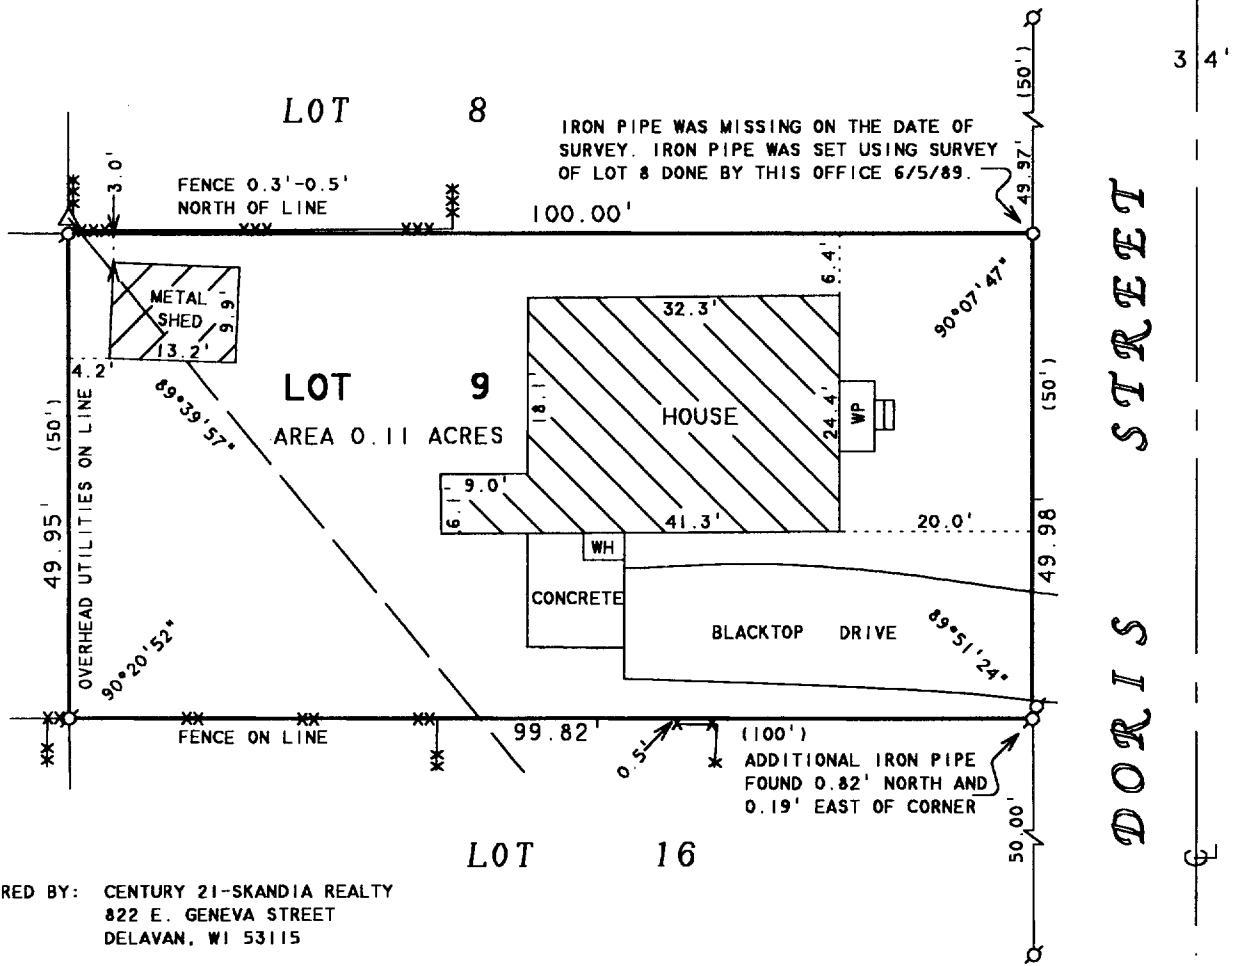 34'
(50')
49.97'
LOT 8
IRON PIPE WAS MISSING ON THE DATE OF
SURVEY. IRON PIPE WAS SET USING SURVEY
OF LOT 8 DONE BY THIS OFFICE 6/5/89.
3.0'
FENCE 0.3'-0.5'
NORTH OF LINE
100.00'
6.4'
90°07'47"
METAL
SHED
9.9'
13.2'
4.2'
32.3'
89°39'57"
LOT 9
AREA 0.11 ACRES
18.1'
HOUSE
24.4'
WP
(50')
(50')
49.95'
OVERHEAD UTILITIES ON LINE
9.0'
6.1'
41.3'
20.0'
49.98'
WH
CONCRETE
BLACKTOP DRIVE
89°51'24"
90°20'52"
DORIS STREET
FENCE ON LINE
99.82'
0.5'
(100')
ADDITIONAL IRON PIPE
FOUND 0.82' NORTH AND
0.19' EAST OF CORNER
50.00'
LOT 16
CL
RED BY: CENTURY 21-SKANDIA REALTY
822 E. GENEVA STREET
DELAVAN, WI 53115